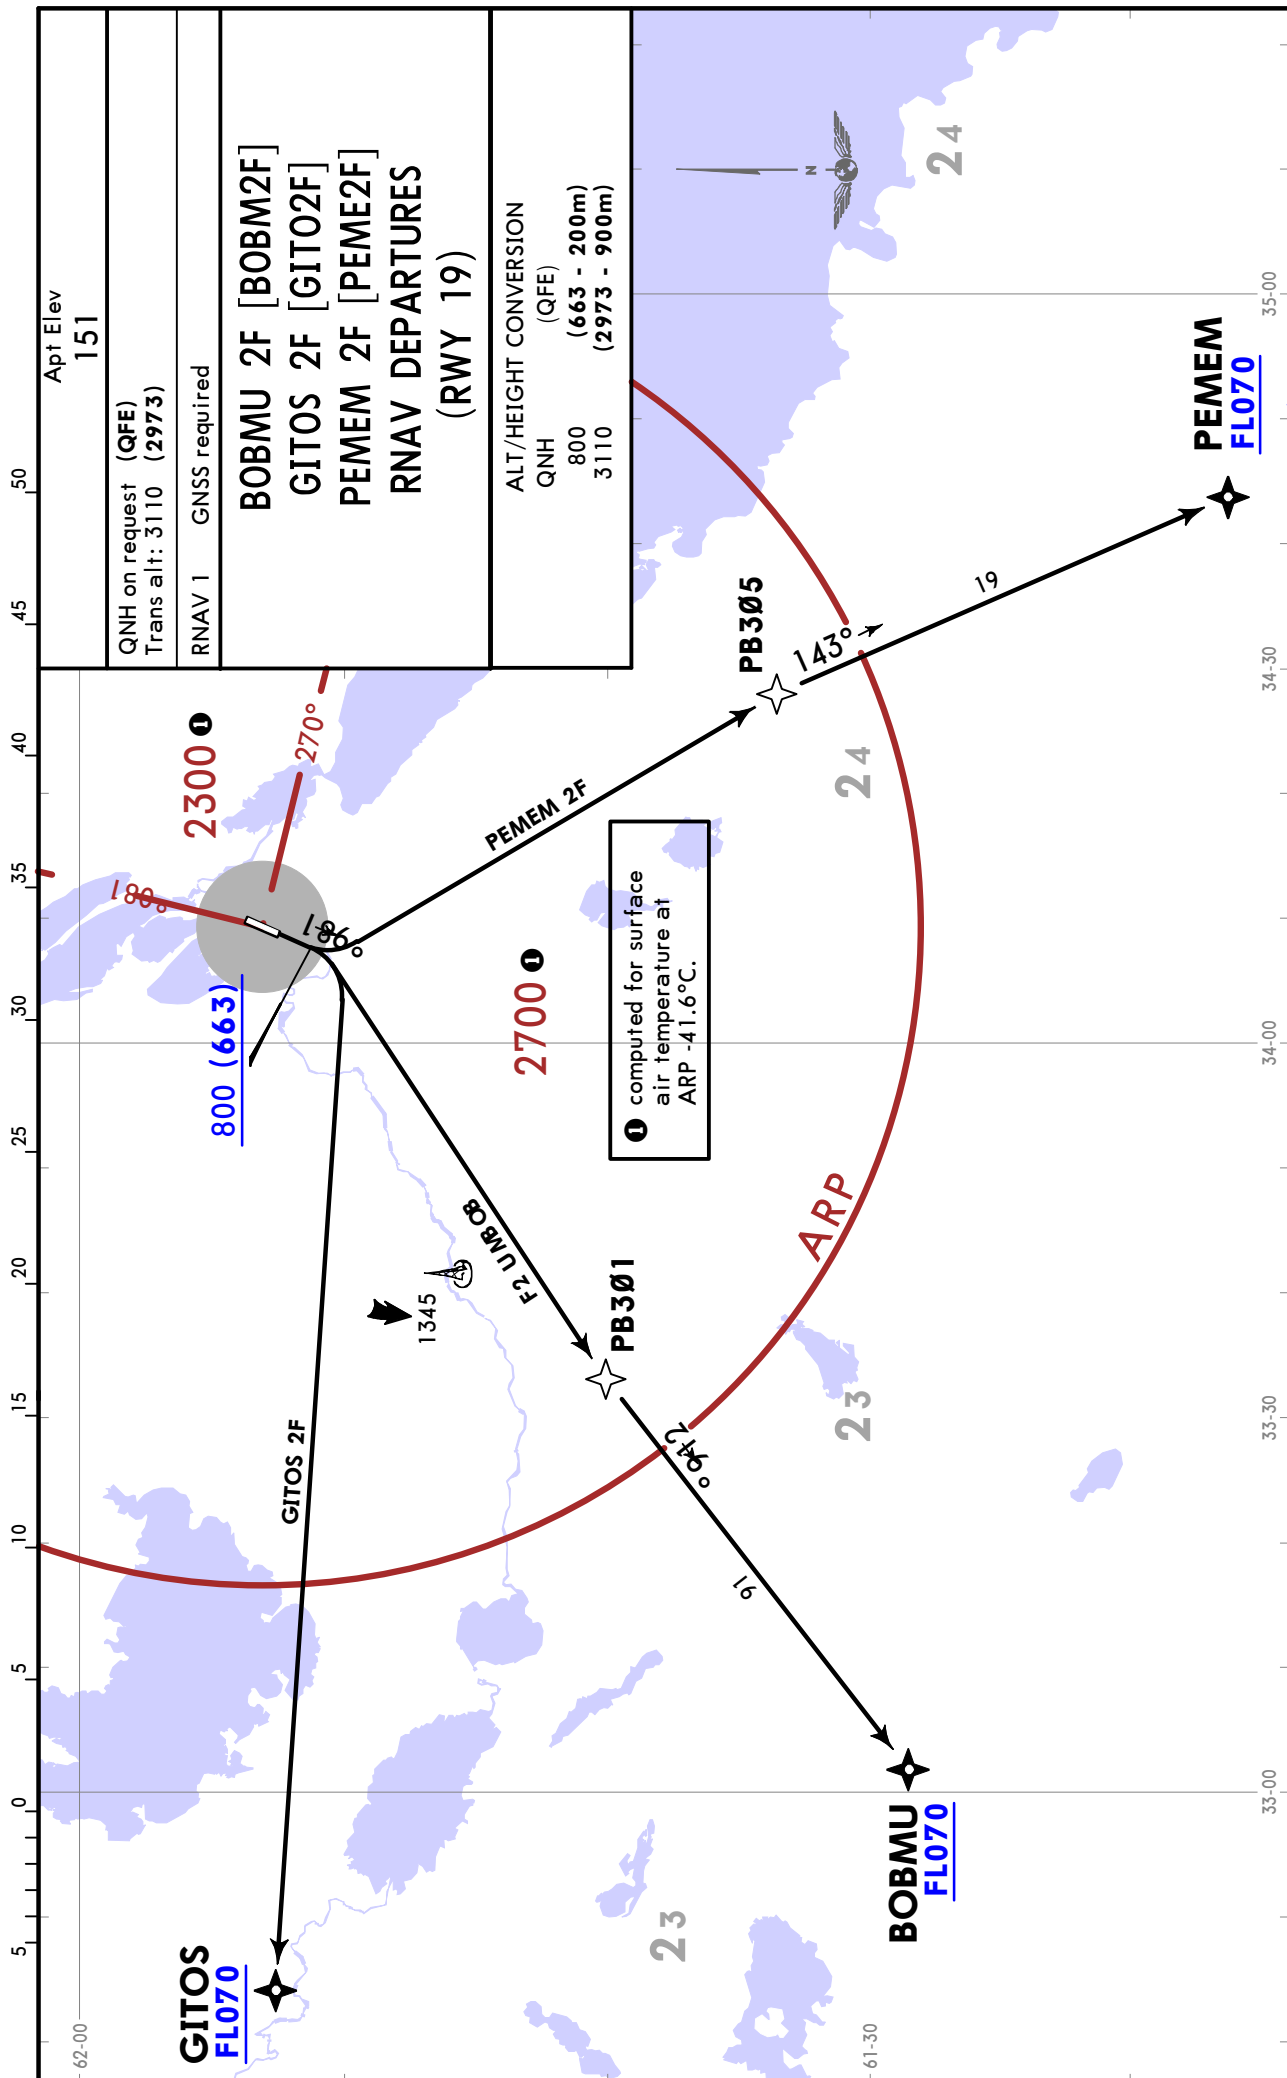 Apt Elev
151
QNH on request (QFE)
Trans alt: 3110 (2973)
RNAV 1 GNSS required
BOBMU 2F [BOBM2F]
GITOS 2F [GITO2F]
PEMEM 2F [PEME2F]
RNAV DEPARTURES
(RWY 19)
ALT/HEIGHT CONVERSION
QNH (QFE)
800 (663 - 200m)
3110 (2973 - 900m)
5 0 5 10 15 20 25 30 35 40 45 50
62-00
GITOS
FL070
GITOS 2F
800 (663)
081°
2300 ❶
270°
1345
BOBMU 2F
PEMEM 2F
2700 ❶
❶ computed for surface
air temperature at
ARP -41.6°C.
PB3Ø1
PB3Ø5
143°
19
16
ARP
23
23
24
24
N
BOBMU
FL070
PEMEM
FL070
61-30
33-00
33-30
34-00
34-30
35-00